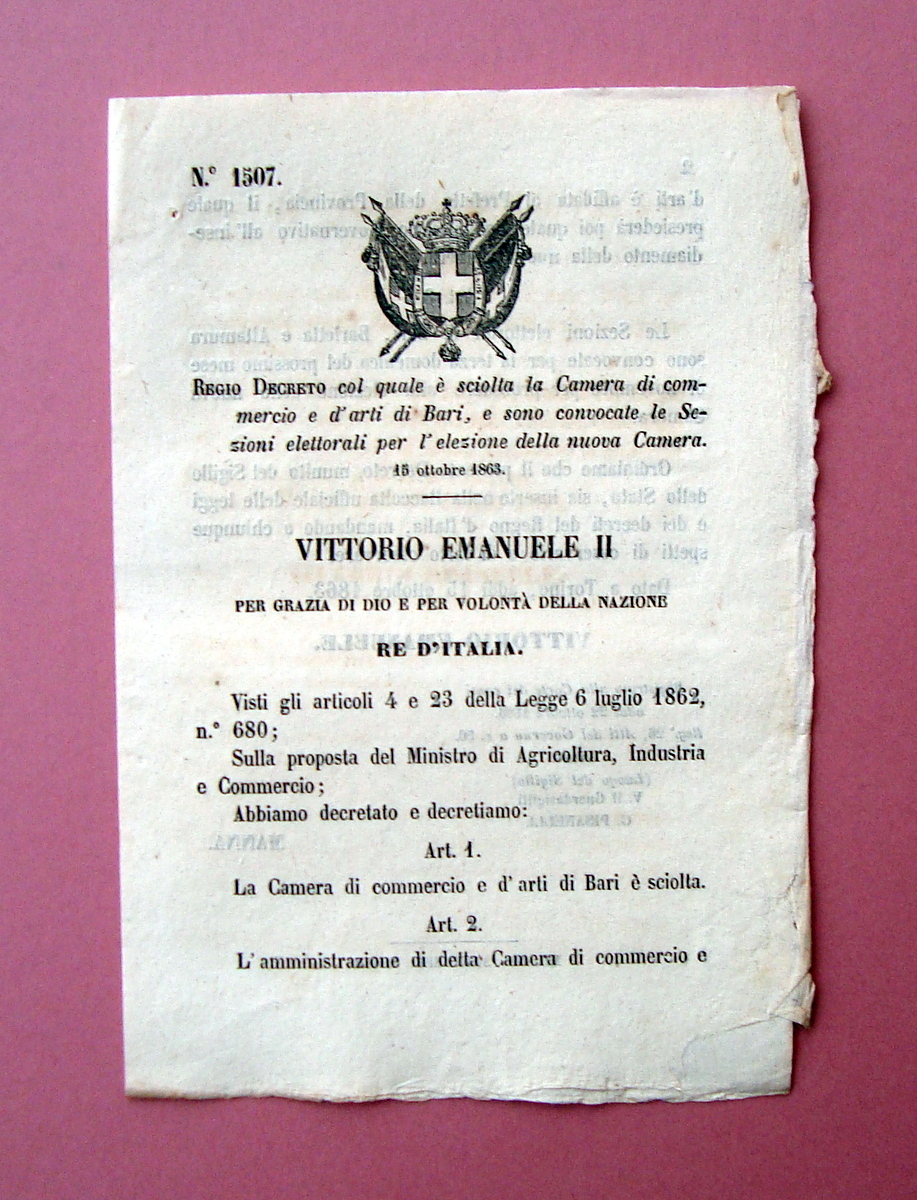 N.° 1507.
REGIO DECRETO col quale è sciolta la Camera di com-
mercio e d'arti di Bari, e sono convocate le Se-
zioni elettorali per l'elezione della nuova Camera.
15 ottobre 1863.
VITTORIO EMANUELE II
PER GRAZIA DI DIO E PER VOLONTÀ DELLA NAZIONE
RE D'ITALIA.
Visti gli articoli 4 e 23 della Legge 6 luglio 1862,
n.° 680;
Sulla proposta del Ministro di Agricoltura, Industria
e Commercio;
Abbiamo decretato e decretiamo:
Art. 1.
La Camera di commercio e d'arti di Bari è sciolta.
Art. 2.
L'amministrazione di detta Camera di commercio e